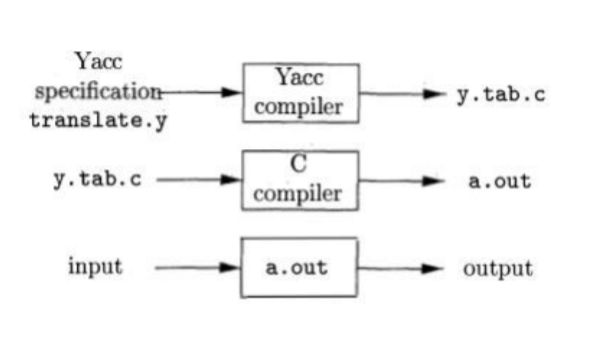 Yacc
specification
translate.y
Yacc
compiler
y.tab.c
y.tab.c
C
compiler
a.out
input
a.out
output